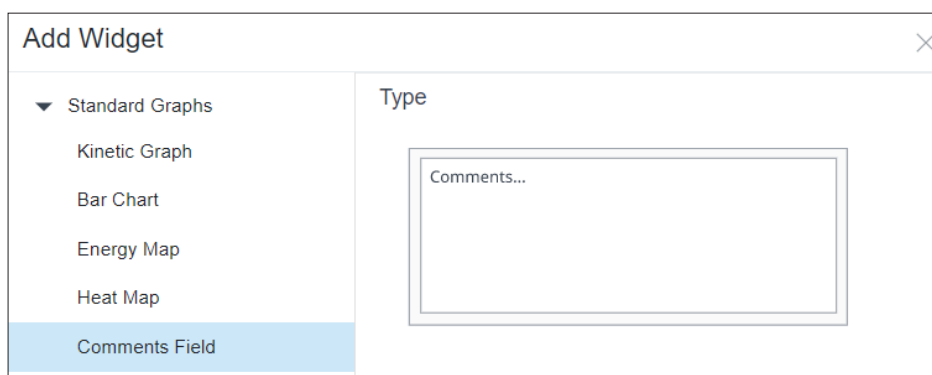 Add Widget
Standard Graphs
Kinetic Graph
Bar Chart
Energy Map
Heat Map
Comments Field
Type
Comments...